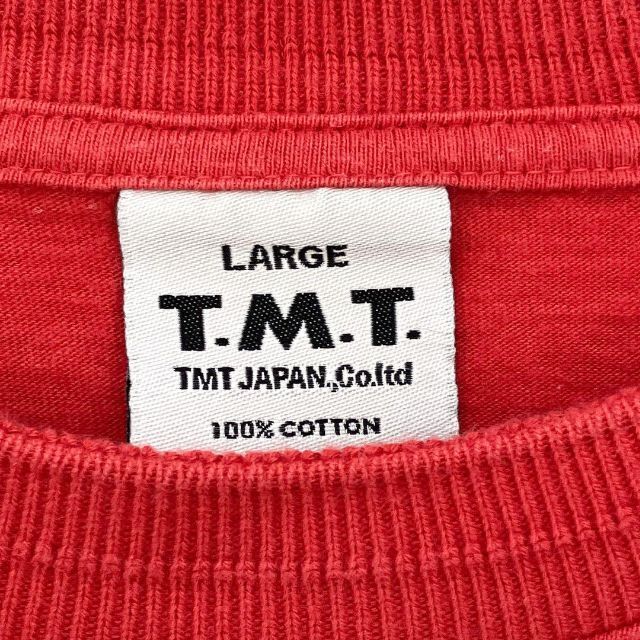 LARGE
T.M.T.
TMT JAPAN.,Co.ltd
100% COTTON